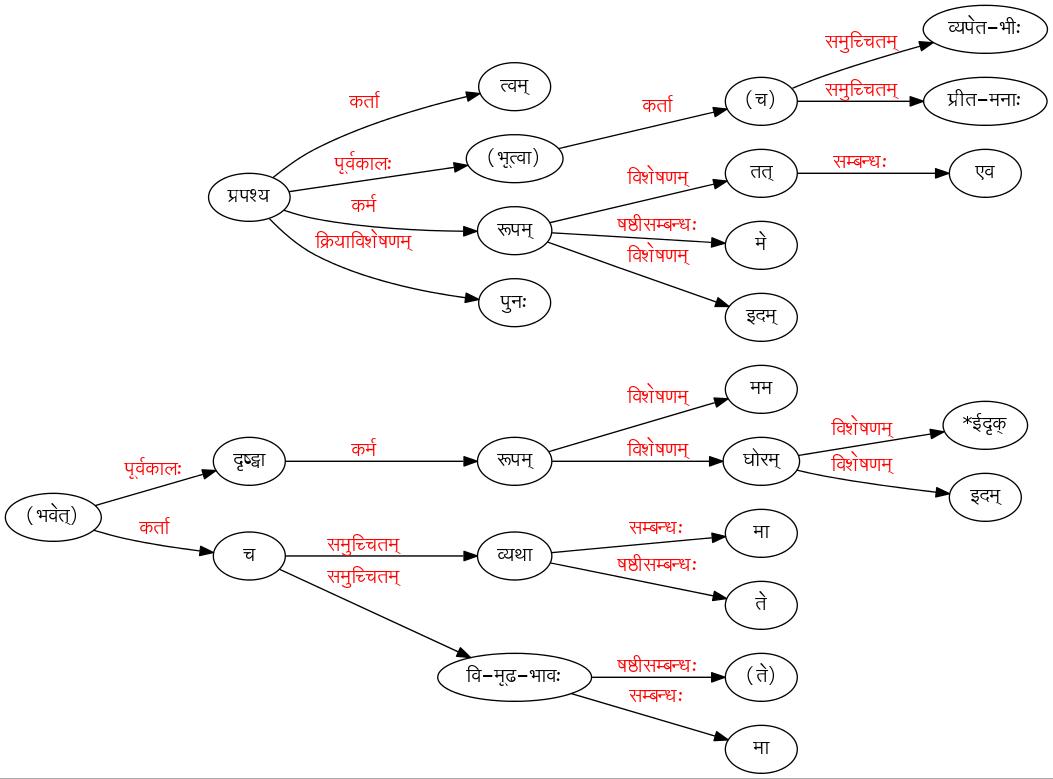 व्यपेत-भीः
समुच्चितम्
त्वम्
समुच्चितम्
कर्ता
(च)
प्रीत-मनाः
कर्ता
पूर्वकालः
(भूत्वा)
सम्बन्धः
विशेषणम्
तत्
एव
प्रपश्य
कर्म
रूपम्
षष्ठीसम्बन्धः
मे
क्रियाविशेषणम्
विशेषणम्
पुनः
इदम्
मम
विशेषणम्
*ईदृक्
विशेषणम्
पूर्वकालः
दृष्ट्वा
कर्म
रूपम्
विशेषणम्
घोरम्
विशेषणम्
इदम्
(भवेत्)
कर्ता
मा
सम्बन्धः
च
समुच्चितम्
व्यथा
षष्ठीसम्बन्धः
समुच्चितम्
ते
षष्ठीसम्बन्धः
वि-मूढ-भावः
(ते)
सम्बन्धः
मा